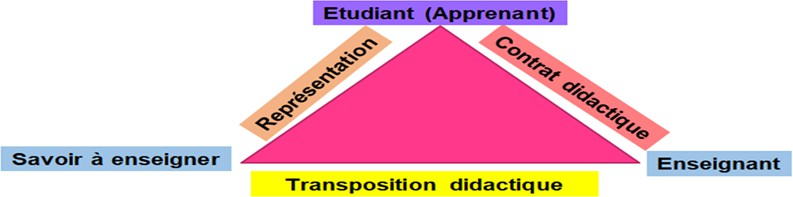 Etudiant (Apprenant)
Représentation
Contrat didactique
Savoir à enseigner
Enseignant
Transposition didactique